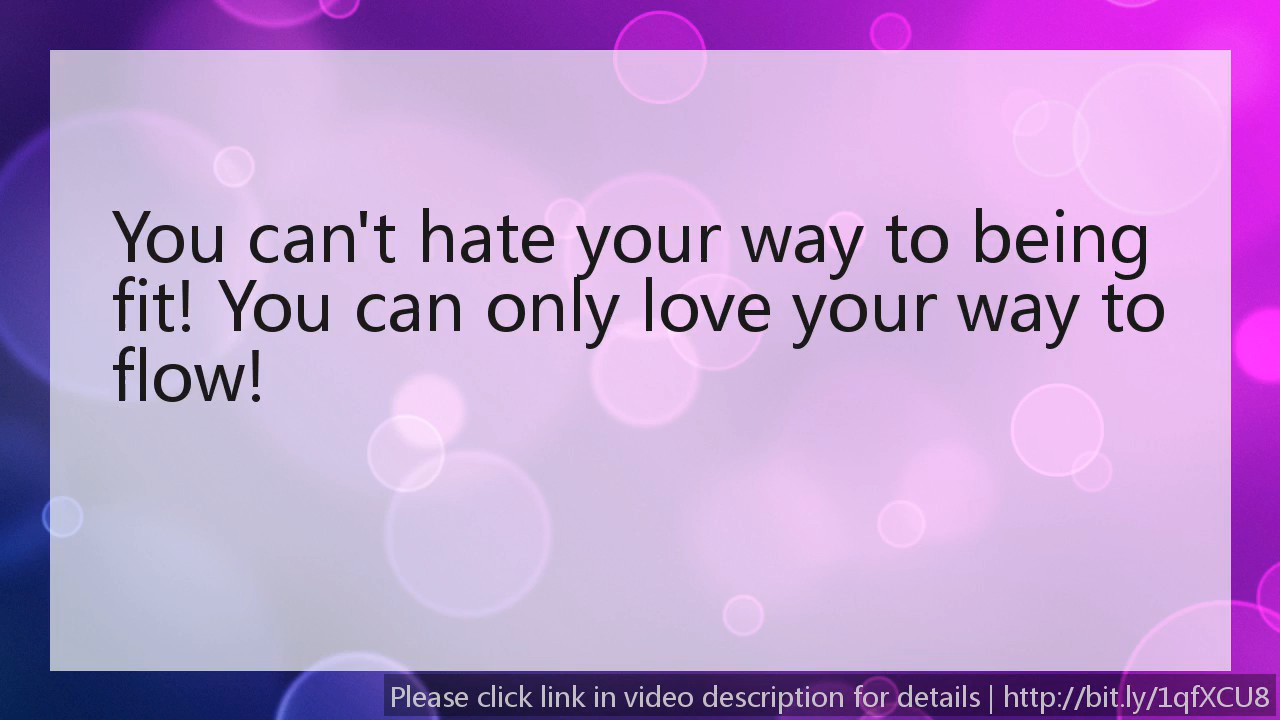 You can't hate your way to being
fit! You can only love your way to
flow!
Please click link in video description for details | http://bit.ly/1qfXCU8